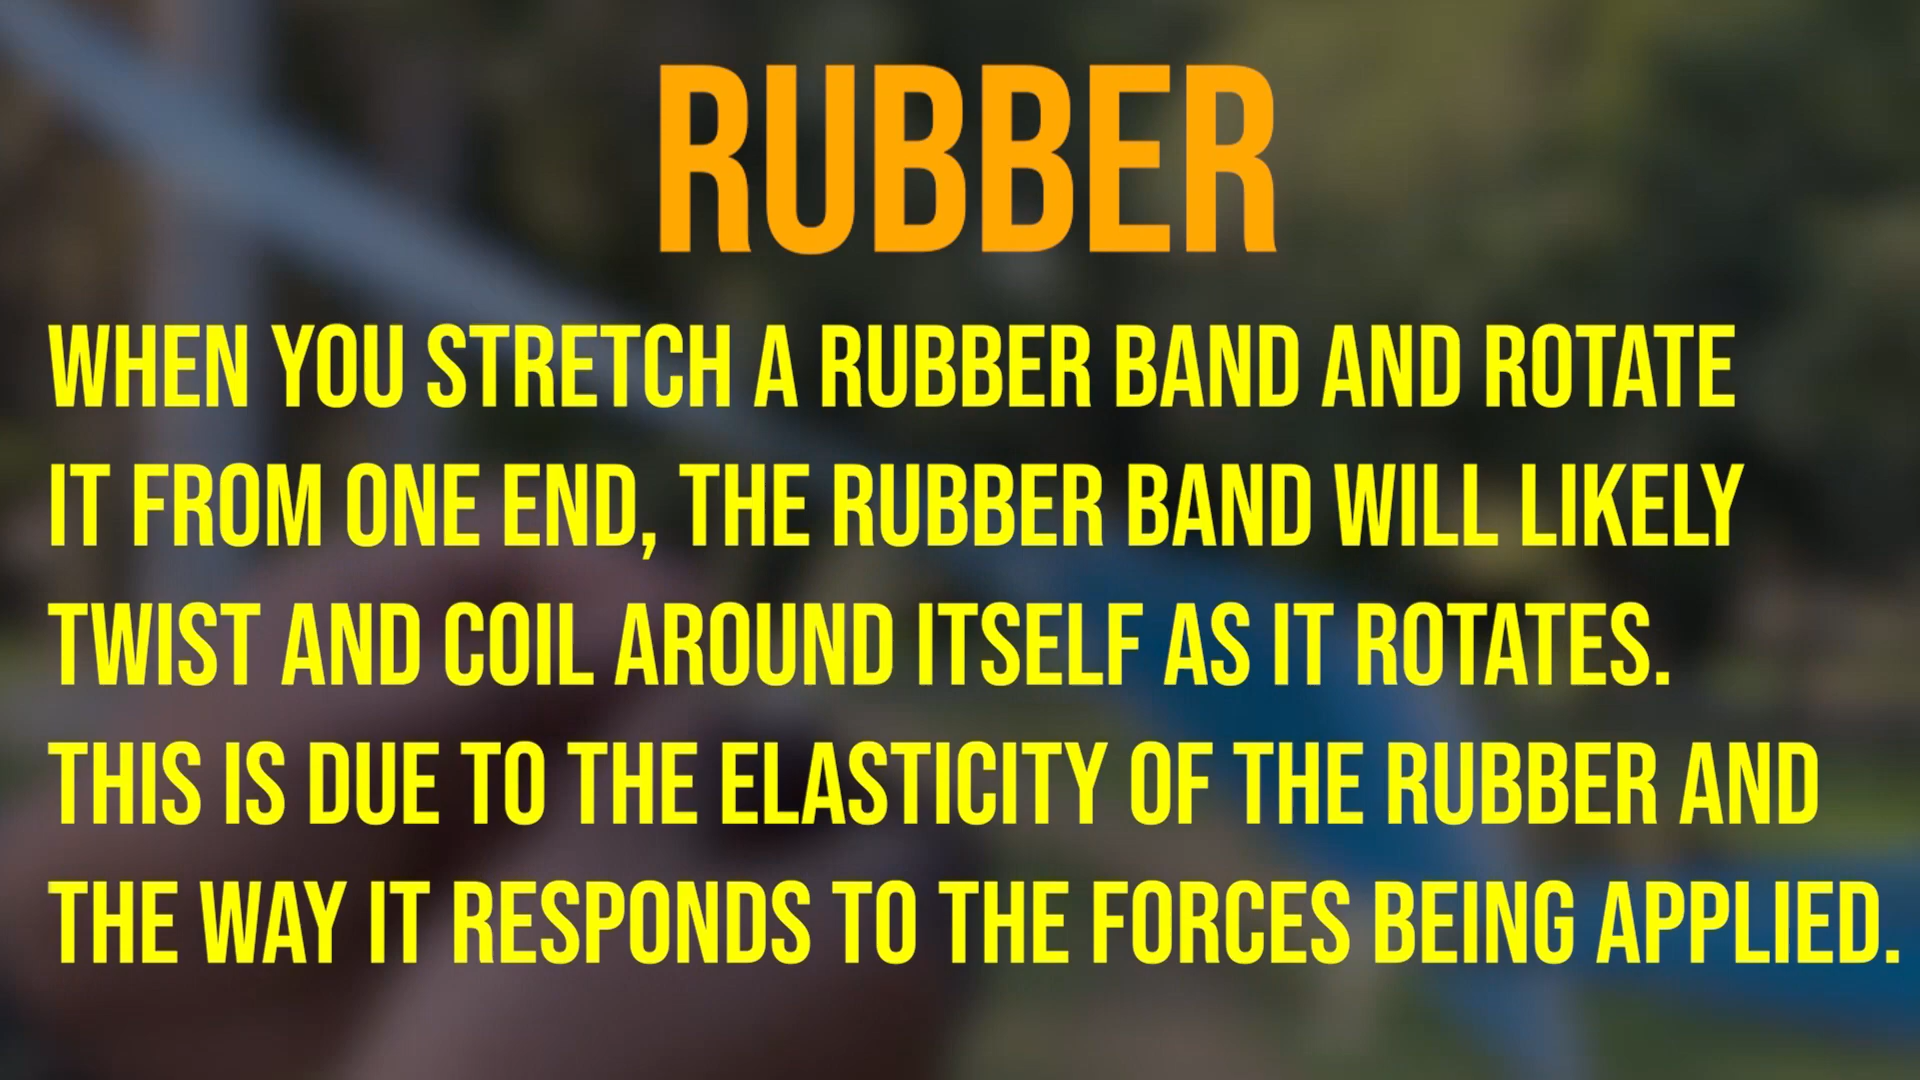 RUBBER
WHEN YOU STRETCH A RUBBER BAND AND ROTATE
IT FROM ONE END, THE RUBBER BAND WILL LIKELY
TWIST AND COIL AROUND ITSELF AS IT ROTATES.
THIS IS DUE TO THE ELASTICITY OF THE RUBBER AND
THE WAY IT RESPONDS TO THE FORCES BEING APPLIED.